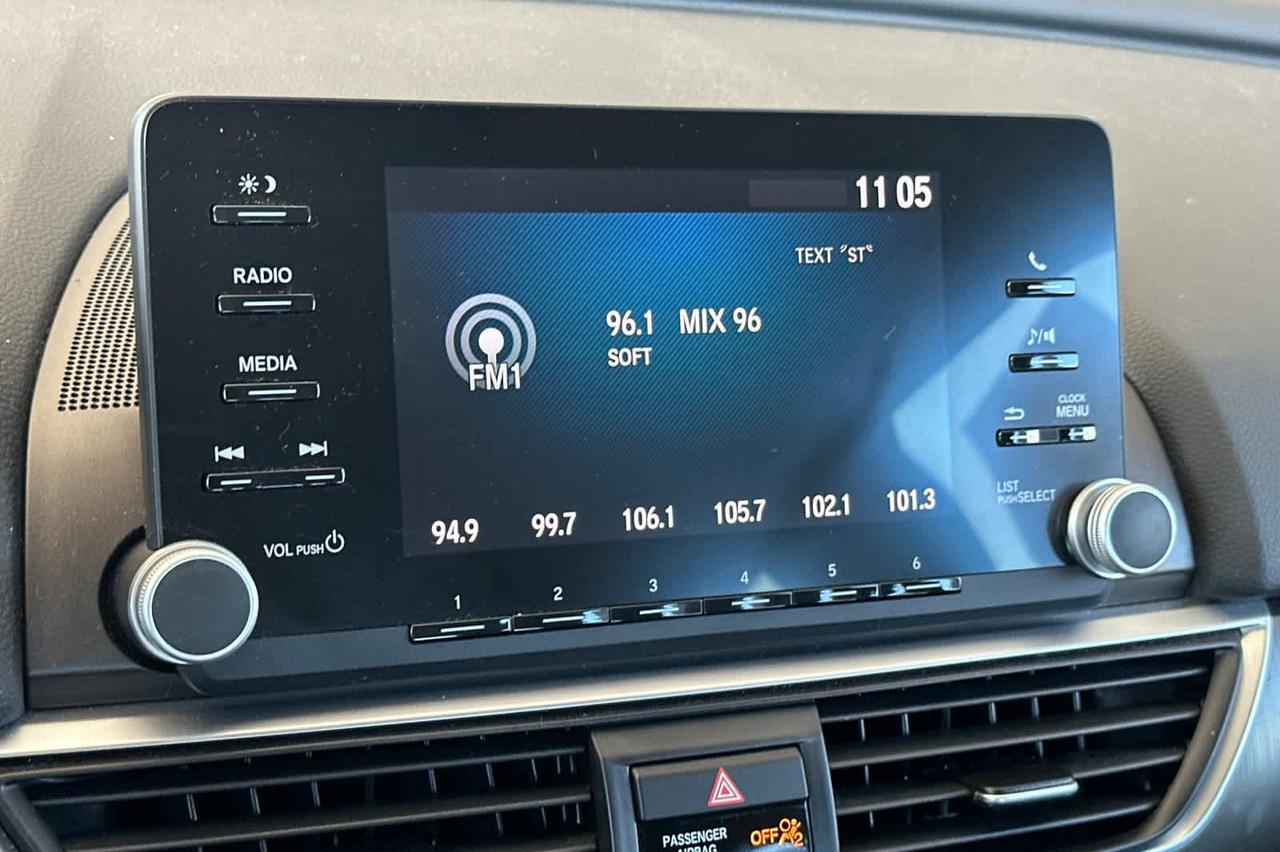 11 05
TEXT "ST"
RADIO
96.1 MIX 96
SOFT
MEDIA
FM1
CLOCK
MENU
LIST
PUSH SELECT
94.9 99.7 106.1 105.7 102.1 101.3
VOL PUSH
1 2 3 4 5 6
PASSENGER
AIRBAG
OFF 2